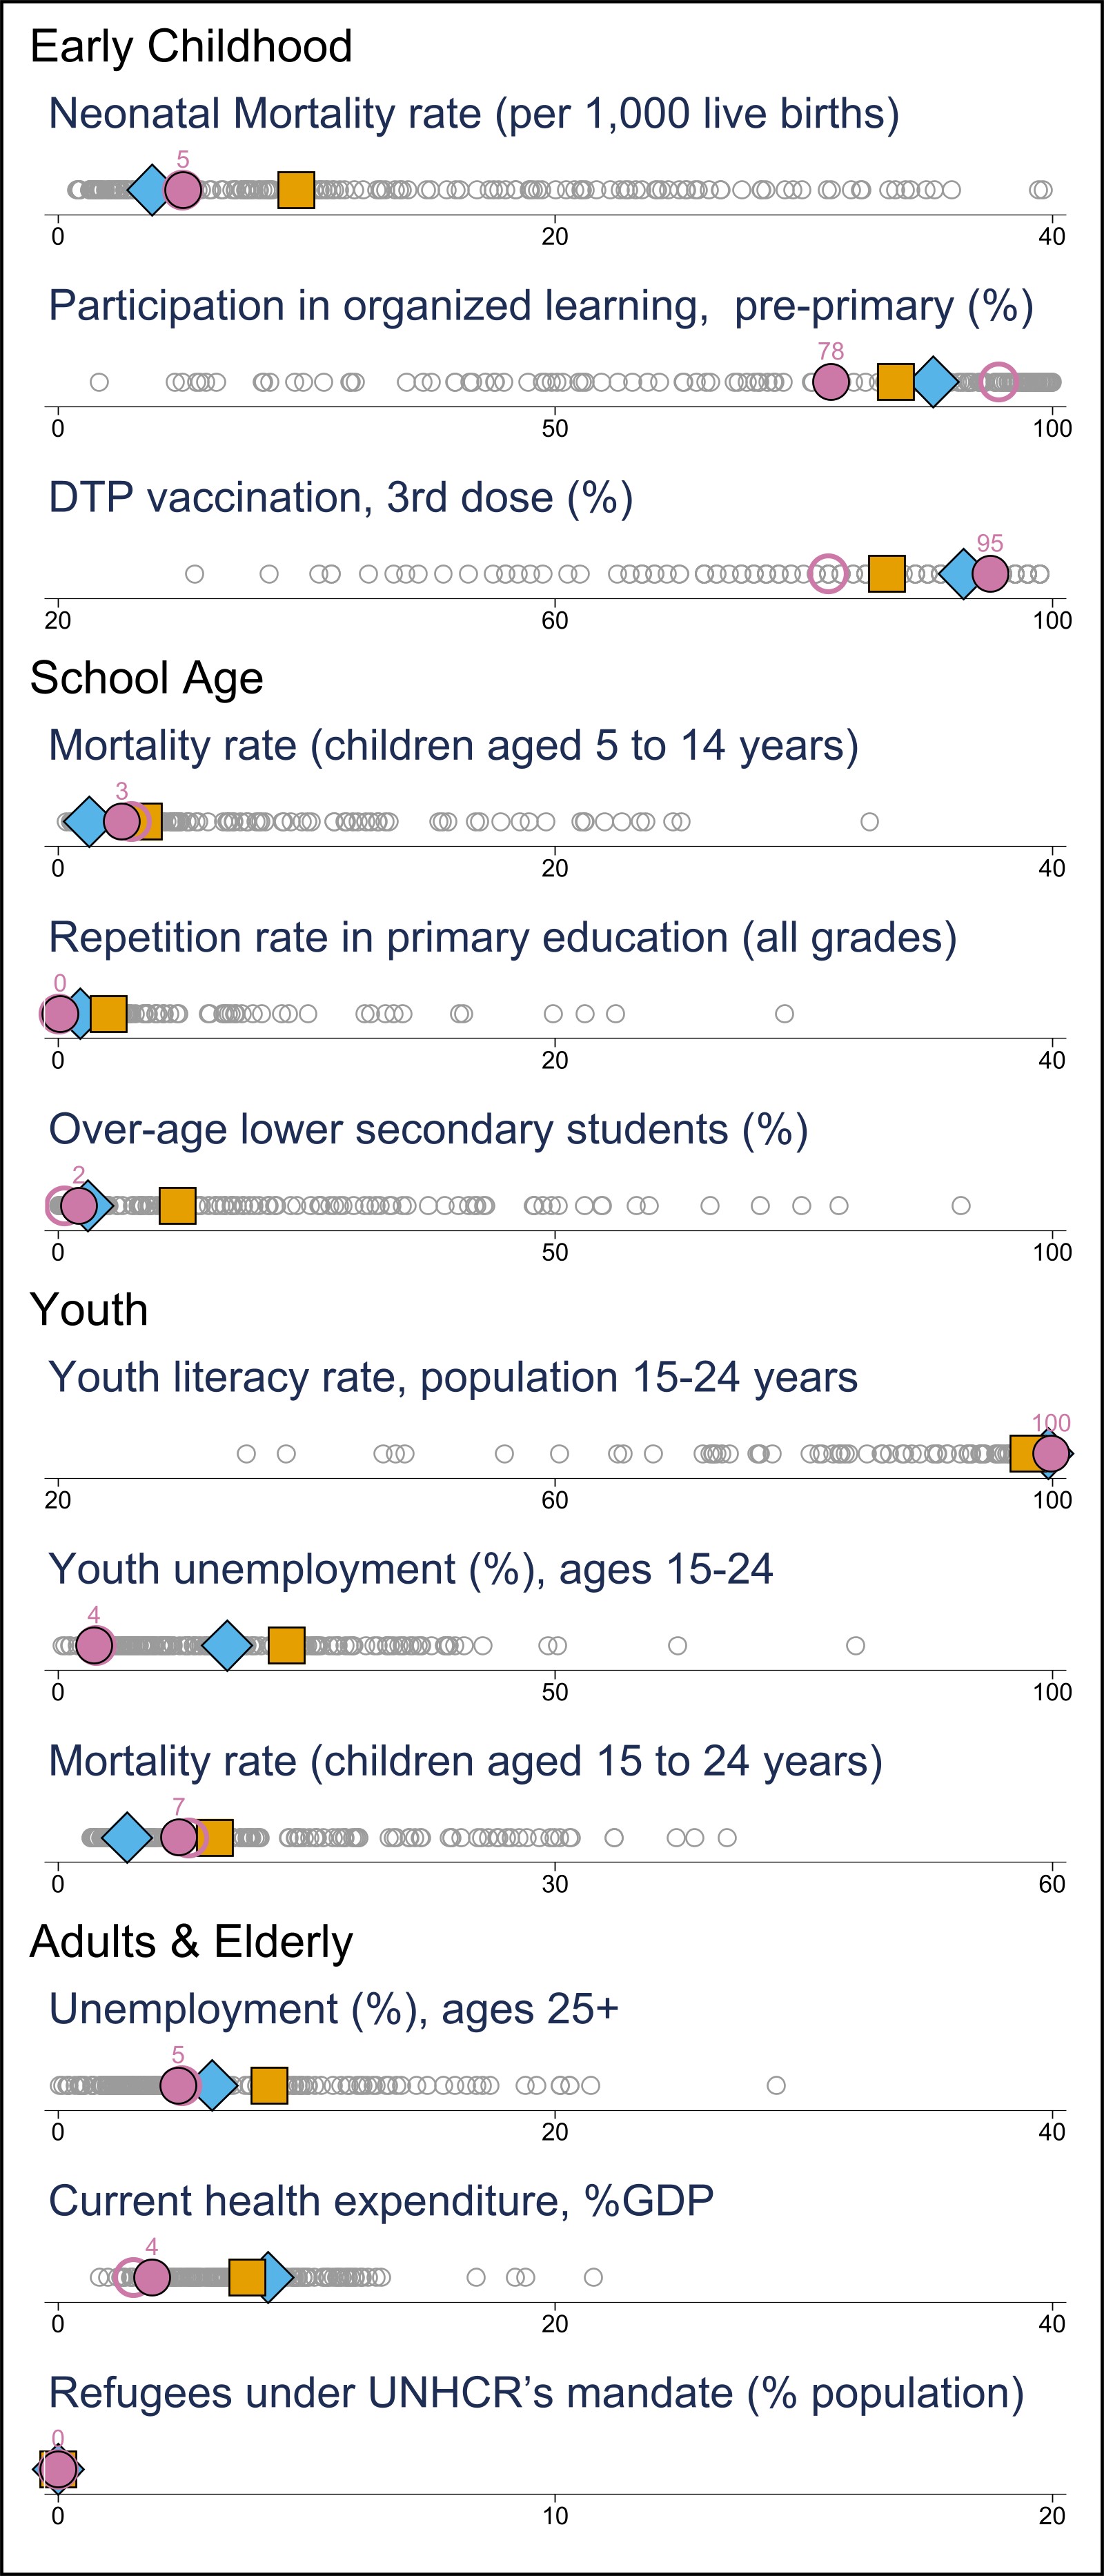 Early Childhood
Neonatal Mortality rate (per 1,000 live births)
5
0 20 40
Participation in organized learning,  pre-primary (%)
78
0 50 100
DTP vaccination, 3rd dose (%)
95
20 60 100
School Age
Mortality rate (children aged 5 to 14 years)
3
0 20 40
Repetition rate in primary education (all grades)
0
0 20 40
Over-age lower secondary students (%)
2
0 50 100
Youth
Youth literacy rate, population 15-24 years
100
20 60 100
Youth unemployment (%), ages 15-24
4
0 50 100
Mortality rate (children aged 15 to 24 years)
7
0 30 60
Adults & Elderly
Unemployment (%), ages 25+
5
0 20 40
Current health expenditure, %GDP
4
0 20 40
Refugees under UNHCR’s mandate (% population)
0
0 10 20